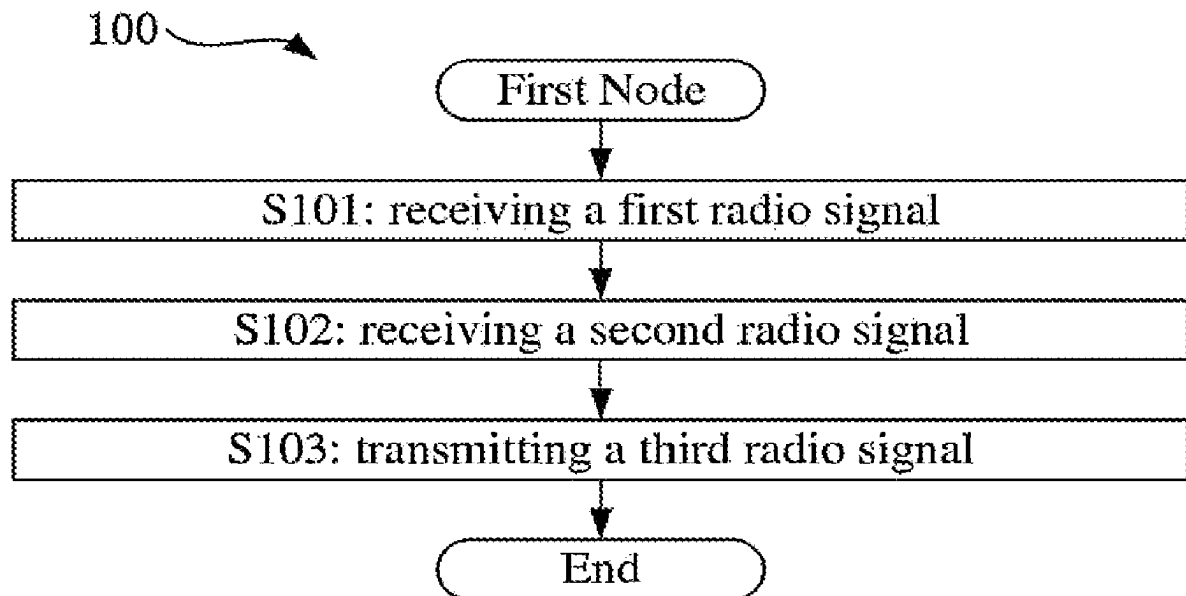 100
First Node
S101: receiving a first radio signal
S102: receiving a second radio signal
S103: transmitting a third radio signal
End